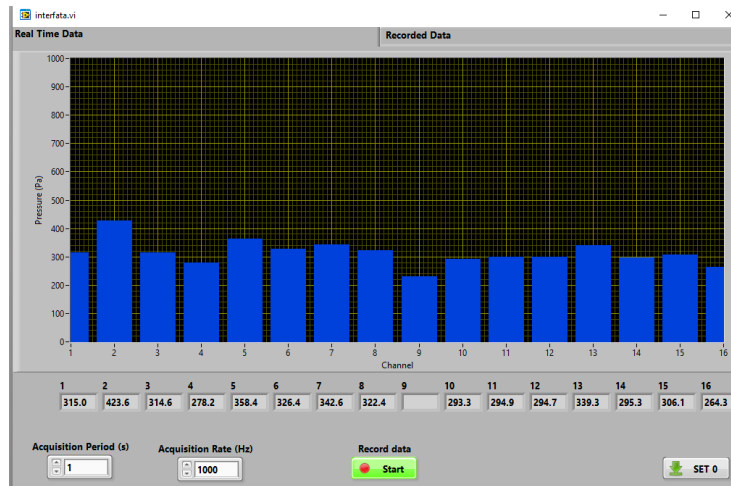 interfata.vi
Real Time Data Recorded Data
1000
900
800
700
600
500
400
300
200
100
0
Pressure (Pa)
1 2 3 4 5 6 7 8 9 10 11 12 13 14 15 16
Channel
1 2 3 4 5 6 7 8 9 10 11 12 13 14 15 16
315.0 423.6 314.6 278.2 358.4 326.4 342.6 322.4 293.3 294.9 294.7 339.3 295.3 306.1 264.3
Acquisition Period (s) Acquisition Rate (Hz) Record data
1 1000 Start SET 0